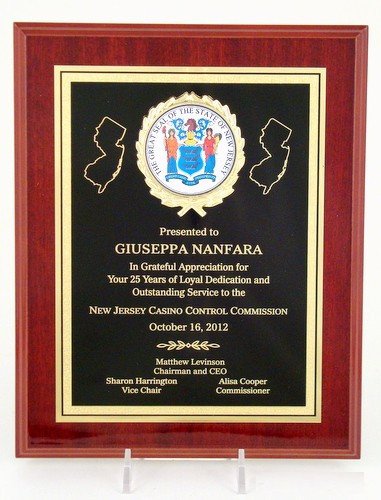 THE GREAT SEAL OF THE STATE OF NEW JERSEY
Presented to
GIUSEPPA NANFARA
In Grateful Appreciation for
Your 25 Years of Loyal Dedication and
Outstanding Service to the
NEW JERSEY CASINO CONTROL COMMISSION
October 16, 2012
Matthew Levinson
Chairman and CEO
Sharon Harrington Alisa Cooper
Vice Chair Commissioner